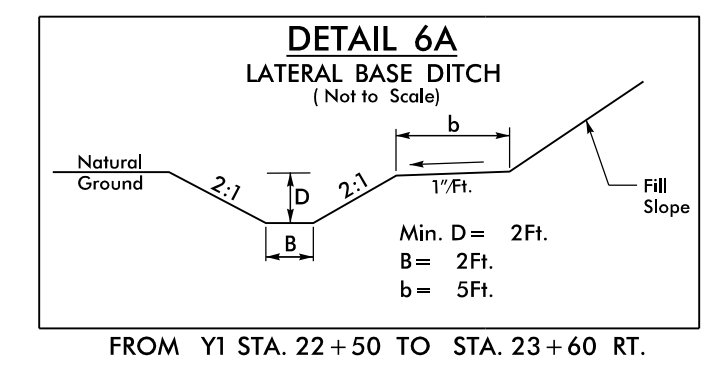 DETAIL 6A
LATERAL BASE DITCH
( Not to Scale)
b
Natural
Ground
2:1
D
2:1
1"/Ft.
Fill
Slope
B
Min. D = 2Ft.
B = 2Ft.
b = 5Ft.
FROM Y1 STA. 22+50 TO STA. 23+60 RT.